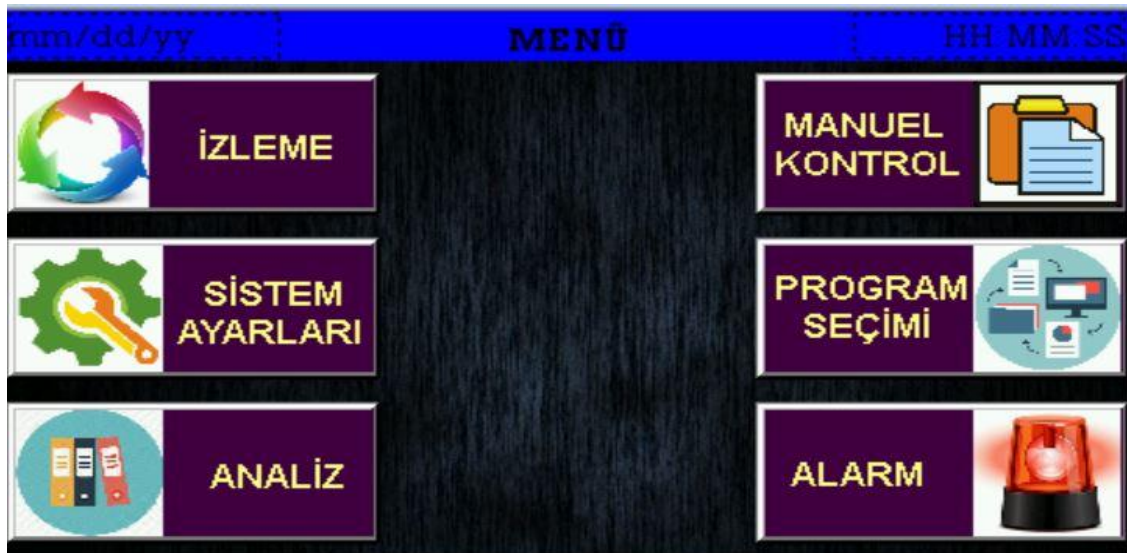 mm/dd/yy
MENÜ
HH:MM:SS
İZLEME
MANUEL
KONTROL
SİSTEM
AYARLARI
PROGRAM
SEÇİMİ
ANALİZ
ALARM